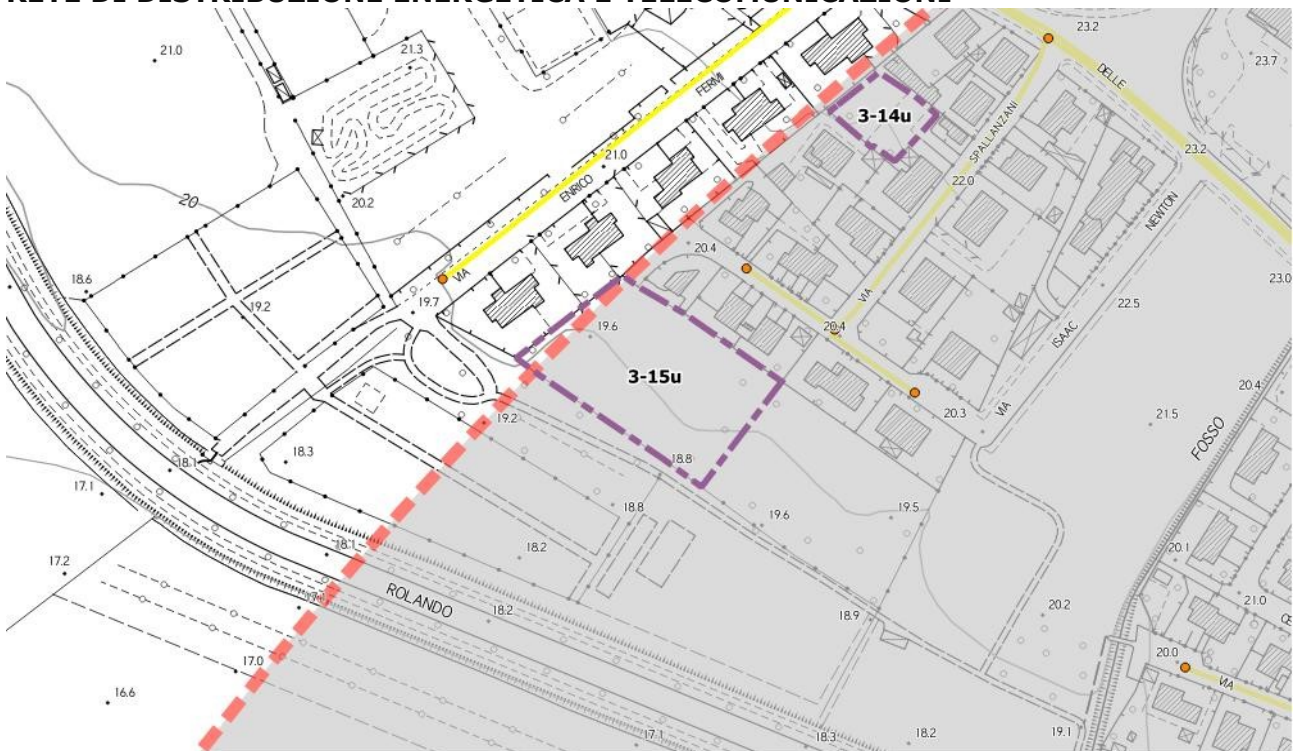 RETE DI DISTRIBUZIONE ENERGETICA E TELECOMUNICAZIONI
23.2
21.0
21.3
23.7
DELLE
FERMI
3-14u
SPALLANZANI
23.2
21.0
22.0
ENRICO
20
20.2
NEWTON
20.4
VIA
23.0
18.6
19.7
VIA
22.5
19.2
19.6
20.4
ISAAC
3-15u
20.4
20.3
VIA
19.2
21.5
FOSSO
18.3
18.8
18.1
17.1
18.8
19.6
19.5
18.1
18.2
20.1
17.2
ROLANDO
18.2
18.9
20.2
21.0
17.0
20.0
VIA
16.6
17.1
18.3
18.2
19.1